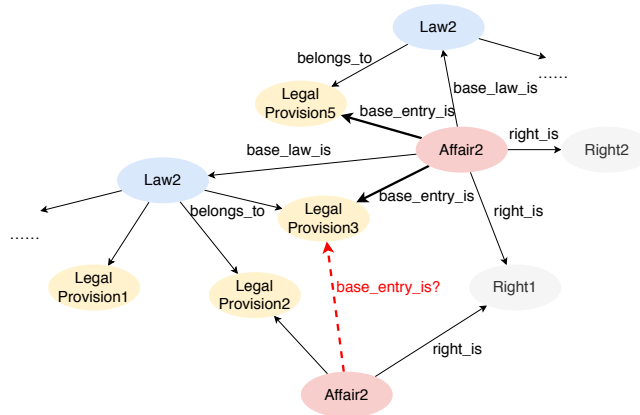 Law2
belongs_to
......
Legal
Provision5
base_law_is
base_entry_is
right_is
Affair2
Right2
base_law_is
Law2
belongs_to
base_entry_is
right_is
Legal
Provision3
......
Legal
Provision1
Legal
Provision2
base_entry_is?
Right1
right_is
Affair2